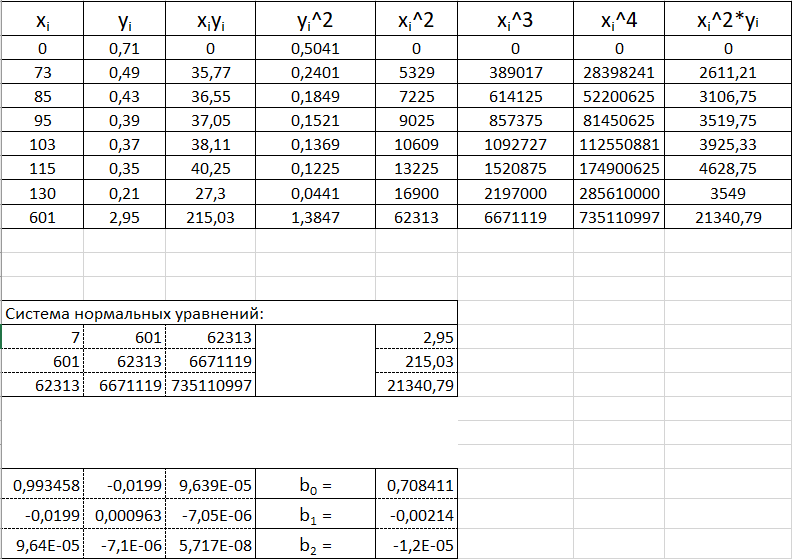 xi yi xiyi yi^2 xi^2 xi^3 xi^4 xi^2*yi
0 0,71 0 0,5041 0 0 0 0
73 0,49 35,77 0,2401 5329 389017 28398241 2611,21
85 0,43 36,55 0,1849 7225 614125 52200625 3106,75
95 0,39 37,05 0,1521 9025 857375 81450625 3519,75
103 0,37 38,11 0,1369 10609 1092727 112550881 3925,33
115 0,35 40,25 0,1225 13225 1520875 174900625 4628,75
130 0,21 27,3 0,0441 16900 2197000 285610000 3549
601 2,95 215,03 1,3847 62313 6671119 735110997 21340,79
Система нормальных уравнений:
7 601 62313 2,95
601 62313 6671119 215,03
62313 6671119 735110997 21340,79
0,993458 -0,0199 9,639E-05 b0 = 0,708411
-0,0199 0,000963 -7,05E-06 b1 = -0,00214
9,64E-05 -7,1E-06 5,717E-08 b2 = -1,2E-05